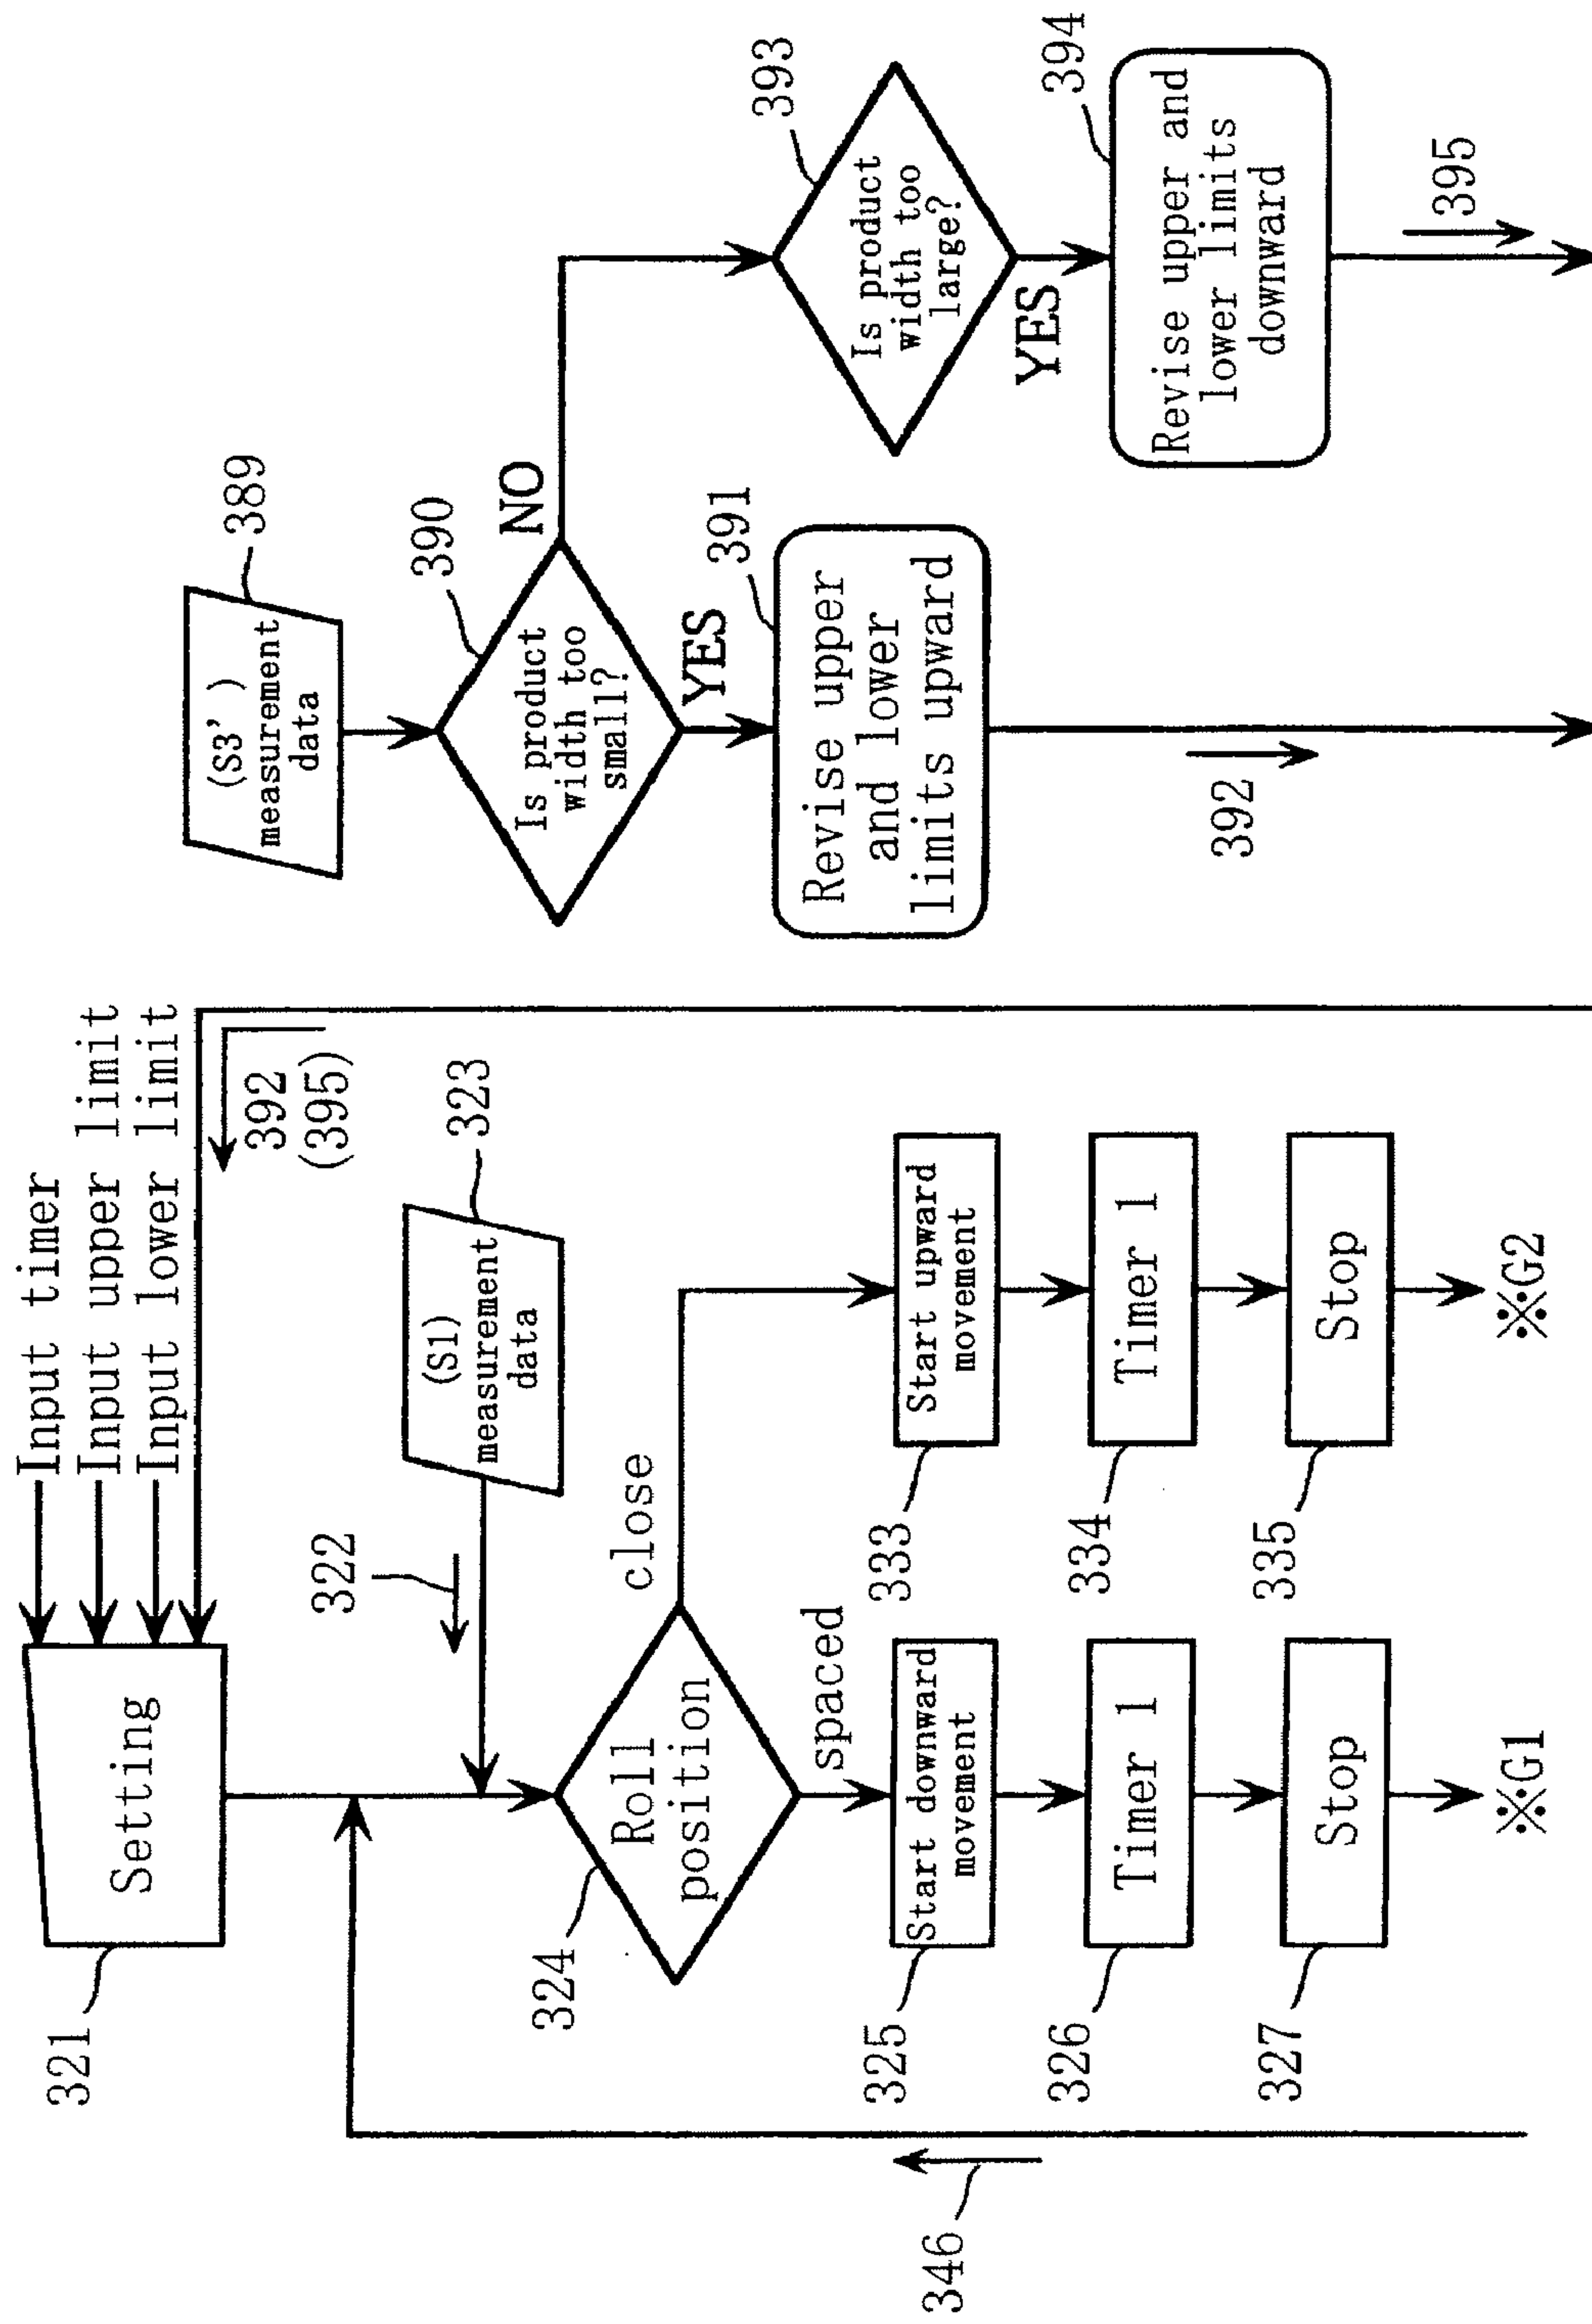 Input timer
Input upper limit
Input lower limit
392
(395)
Setting
321
322
(S1)
measurement
data
323
Roll
position
324
close
spaced
Start downward
movement
325
Timer 1
326
Stop
327
※G1
Start upward
movement
333
Timer 1
334
Stop
335
※G2
346
(S3')
measurement
data
389
Is product
width too
small?
390
NO
YES
Revise upper
and lower
limits upward
391
392
Is product
width too
large?
393
YES
Revise upper and
lower limits
downward
394
395